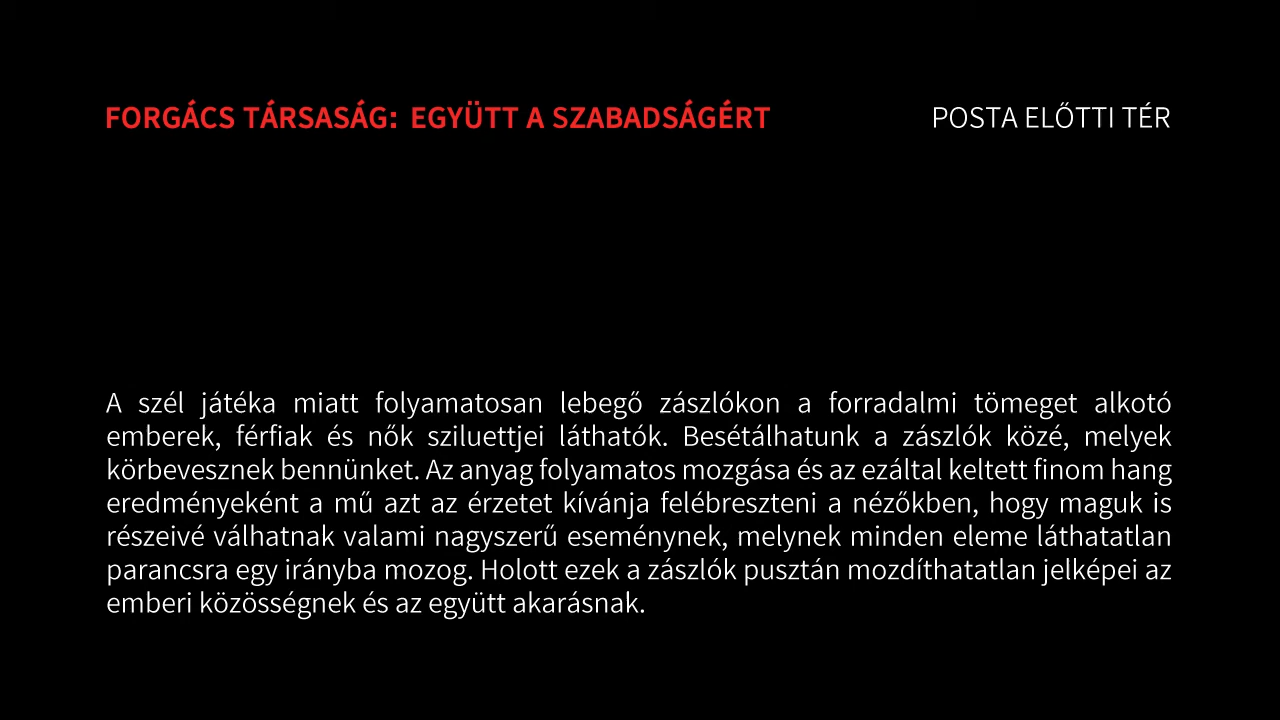 FORGÁCS TÁRSASÁG: EGYÜTT A SZABADSÁGÉRT
POSTA ELŐTTI TÉR
A szél játéka miatt folyamatosan lebegő zászlókon a forradalmi tömeget alkotó
emberek, férfiak és nők sziluettjei láthatók. Besétálhatunk a zászlók közé, melyek
körbevesznek bennünket. Az anyag folyamatos mozgása és az ezáltal keltett finom hang
eredményeként a mű azt az érzetet kívánja felébreszteni a nézőkben, hogy maguk is
részeivé válhatnak valami nagyszerű eseménynek, melynek minden eleme láthatatlan
parancsra egy irányba mozog. Holott ezek a zászlók pusztán mozdíthatatlan jelképei az
emberi közösségnek és az együtt akarásnak.